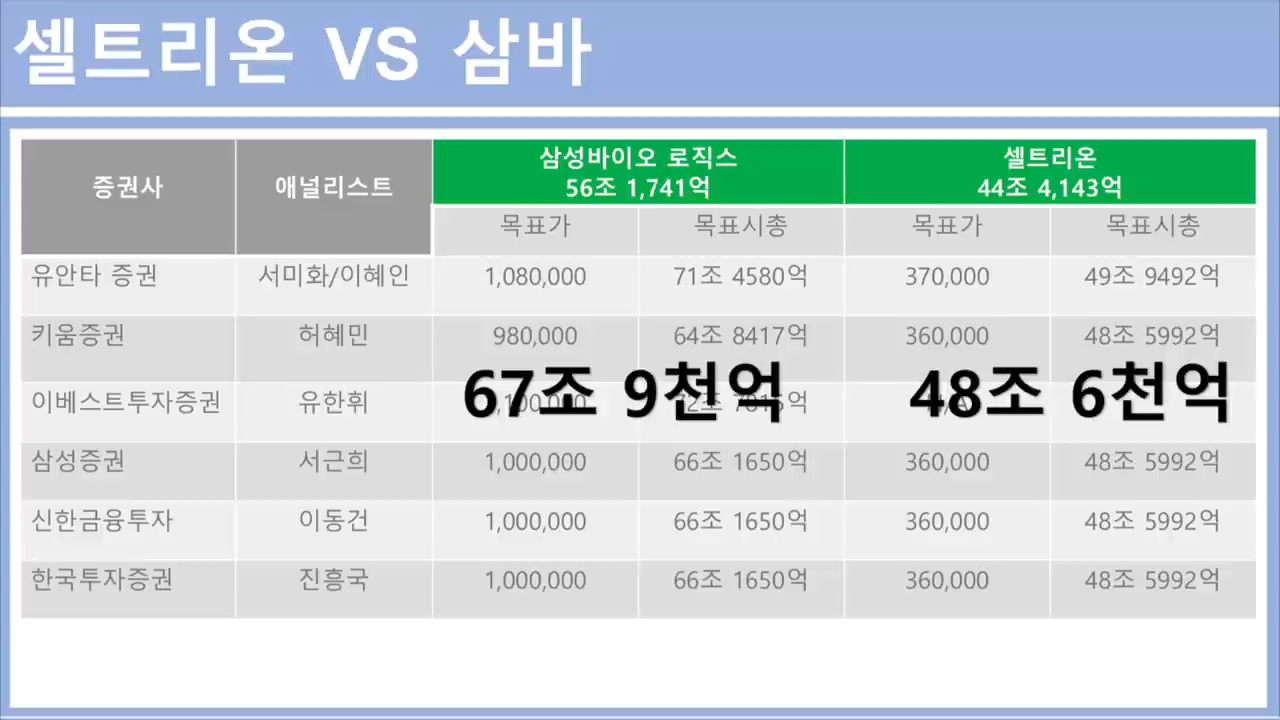 셀트리온 VS 삼바
증권사 애널리스트 삼성바이오 로직스 셀트리온
56조 1,741억 44조 4,143억
목표가 목표시총 목표가 목표시총
유안타 증권 서미화/이혜인 1,080,000 71조 4580억 370,000 49조 9492억
키움증권 허혜민 980,000 64조 8417억 360,000 48조 5992억
67조 9천억 48조 6천억
이베스트투자증권 유한휘
삼성증권 서근희 1,000,000 66조 1650억 360,000 48조 5992억
신한금융투자 이동건 1,000,000 66조 1650억 360,000 48조 5992억
한국투자증권 진흥국 1,000,000 66조 1650억 360,000 48조 5992억